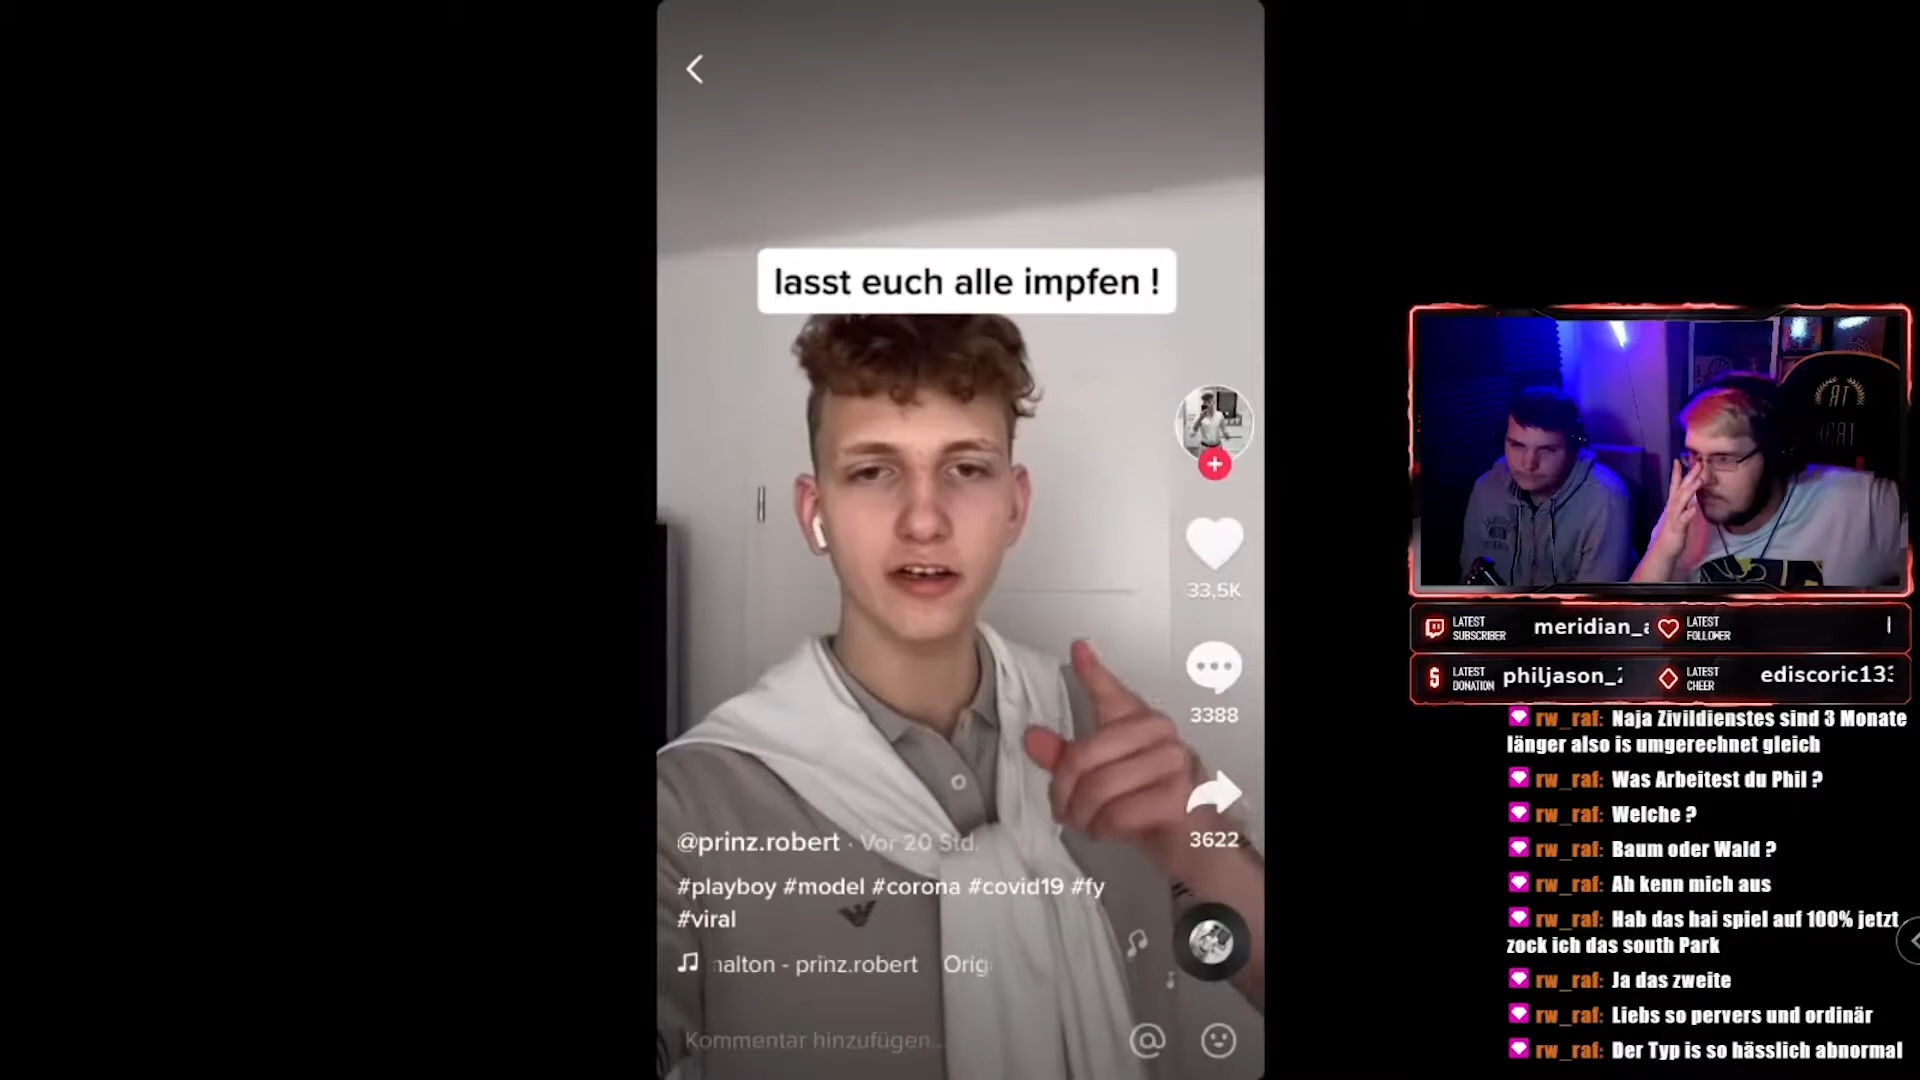 lasst euch alle impfen !
33,5K
3388
3622
@prinz.robert · Vor 20 Std.
#playboy #model #corona #covid19 #fy
#viral
nalton - prinz.robert Orig
Kommentar hinzufügen...
LATEST SUBSCRIBER meridian_a
LATEST FOLLOWER
LATEST DONATION philjason_
LATEST CHEER ediscoric13
rw_raf: Naja Zivildienstes sind 3 Monate
länger also is umgerechnet gleich
rw_raf: Was Arbeitest du Phil ?
rw_raf: Welche ?
rw_raf: Baum oder Wald ?
rw_raf: Ah kenn mich aus
rw_raf: Hab das hai spiel auf 100% jetzt
zock ich das south Park
rw_raf: Ja das zweite
rw_raf: Liebs so pervers und ordinär
rw_raf: Der Typ is so hässlich abnormal